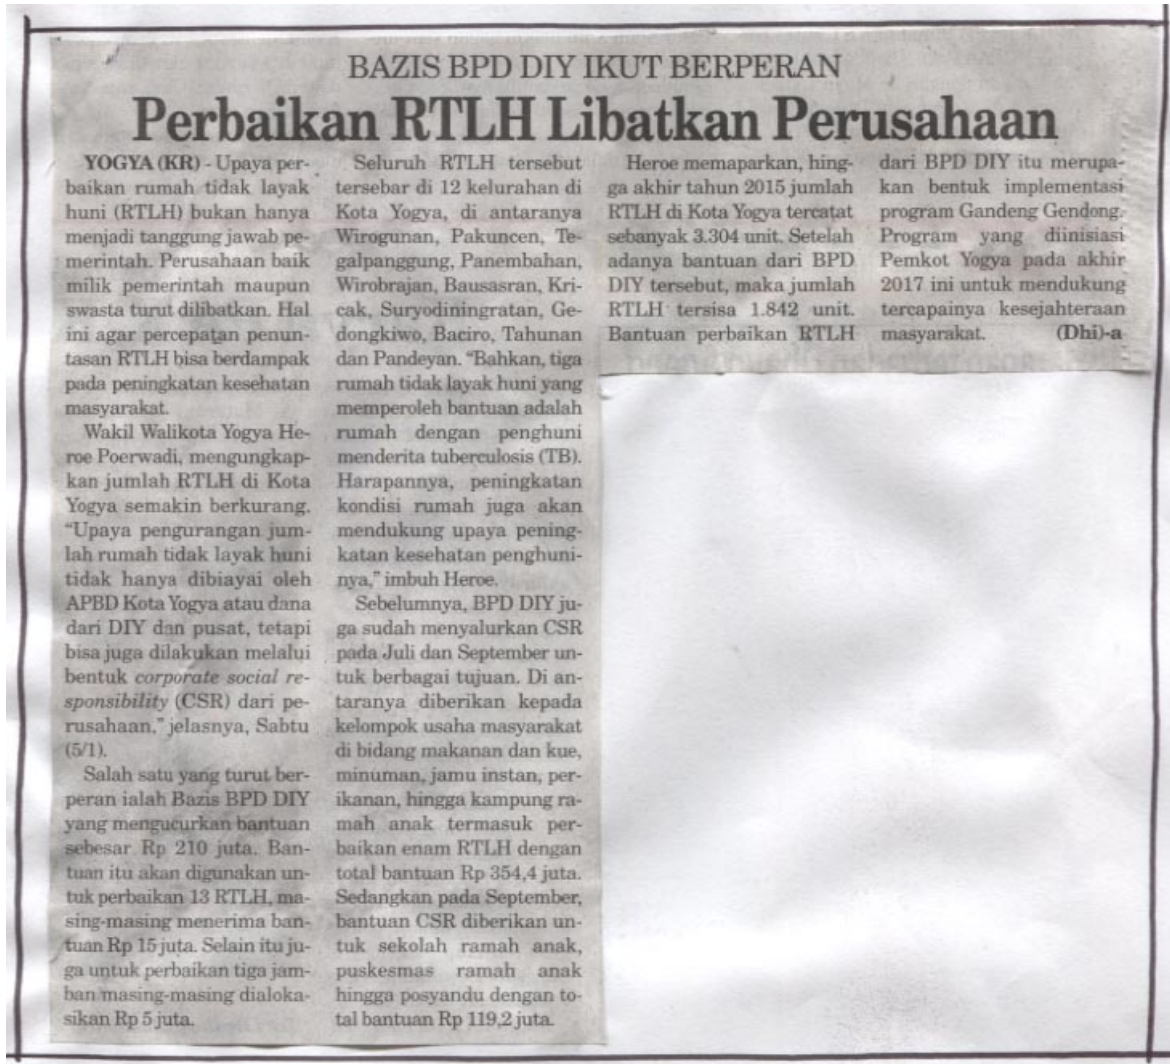 BAZIS BPD DIY IKUT BERPERAN
Perbaikan RTLH Libatkan Perusahaan
YOGYA (KR) - Upaya per-
baikan rumah tidak layak
huni (RTLH) bukan hanya
menjadi tanggung jawab pe-
merintah. Perusahaan baik
milik pemerintah maupun
swasta turut dilibatkan. Hal
ini agar percepatan penun-
tasan RTLH bisa berdampak
pada peningkatan kesehatan
masyarakat.
Wakil Walikota Yogya He-
roe Poerwadi, mengungkap-
kan jumlah RTLH di Kota
Yogya semakin berkurang.
“Upaya pengurangan jum-
lah rumah tidak layak huni
tidak hanya dibiayai oleh
APBD Kota Yogya atau dana
dari DIY dan pusat, tetapi
bisa juga dilakukan melalui
bentuk corporate social re-
sponsibility (CSR) dari pe-
rusahaan,” jelasnya, Sabtu
(5/1).
Salah satu yang turut ber-
peran ialah Bazis BPD DIY
yang mengucurkan bantuan
sebesar Rp 210 juta. Ban-
tuan itu akan digunakan un-
tuk perbaikan 13 RTLH, ma-
sing-masing menerima ban-
tuan Rp 15 juta. Selain itu ju-
ga untuk perbaikan tiga jam-
ban masing-masing dialoka-
sikan Rp 5 juta.
Seluruh RTLH tersebut
tersebar di 12 kelurahan di
Kota Yogya, di antaranya
Wirogunan, Pakuncen, Te-
galpanggung, Panembahan,
Wirobrajan, Bausasran, Kri-
cak, Suryodiningratan, Ge-
dongkiwo, Baciro, Tahunan
dan Pandeyan. “Bahkan, tiga
rumah tidak layak huni yang
memperoleh bantuan adalah
rumah dengan penghuni
menderita tuberculosis (TB).
Harapannya, peningkatan
kondisi rumah juga akan
mendukung upaya pening-
katan kesehatan penghuni-
nya,” imbuh Heroe.
Sebelumnya, BPD DIY ju-
ga sudah menyalurkan CSR
pada Juli dan September un-
tuk berbagai tujuan. Di an-
taranya diberikan kepada
kelompok usaha masyarakat
di bidang makanan dan kue,
minuman, jamu instan, per-
ikanan, hingga kampung ra-
mah anak termasuk per-
baikan enam RTLH dengan
total bantuan Rp 354,4 juta.
Sedangkan pada September,
bantuan CSR diberikan un-
tuk sekolah ramah anak,
puskesmas ramah anak
hingga posyandu dengan to-
tal bantuan Rp 119,2 juta.
Heroe memaparkan, hing-
ga akhir tahun 2015 jumlah
RTLH di Kota Yogya tercatat
sebanyak 3.304 unit. Setelah
adanya bantuan dari BPD
DIY tersebut, maka jumlah
RTLH tersisa 1.842 unit.
Bantuan perbaikan RTLH
dari BPD DIY itu merupa-
kan bentuk implementasi
program Gandeng Gendong.
Program yang diinisiasi
Pemkot Yogya pada akhir
2017 ini untuk mendukung
tercapainya kesejahteraan
masyarakat. (Dhi)-a